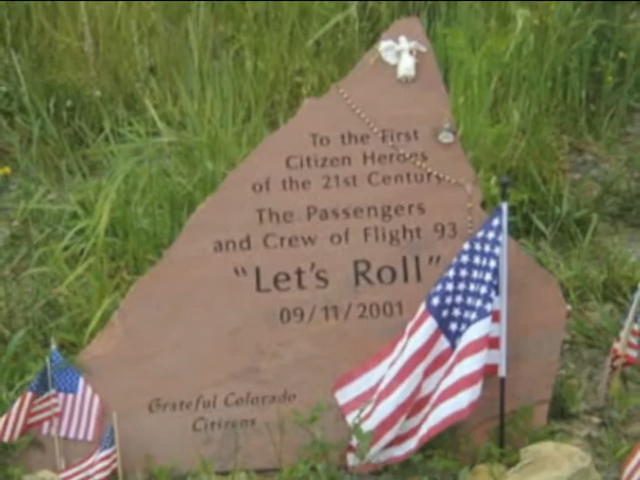 To the First
Citizen Heroes
of the 21st Century
The Passengers
and Crew of Flight 93
"Let's Roll"
09/11/2001
Grateful Colorado
Citizens